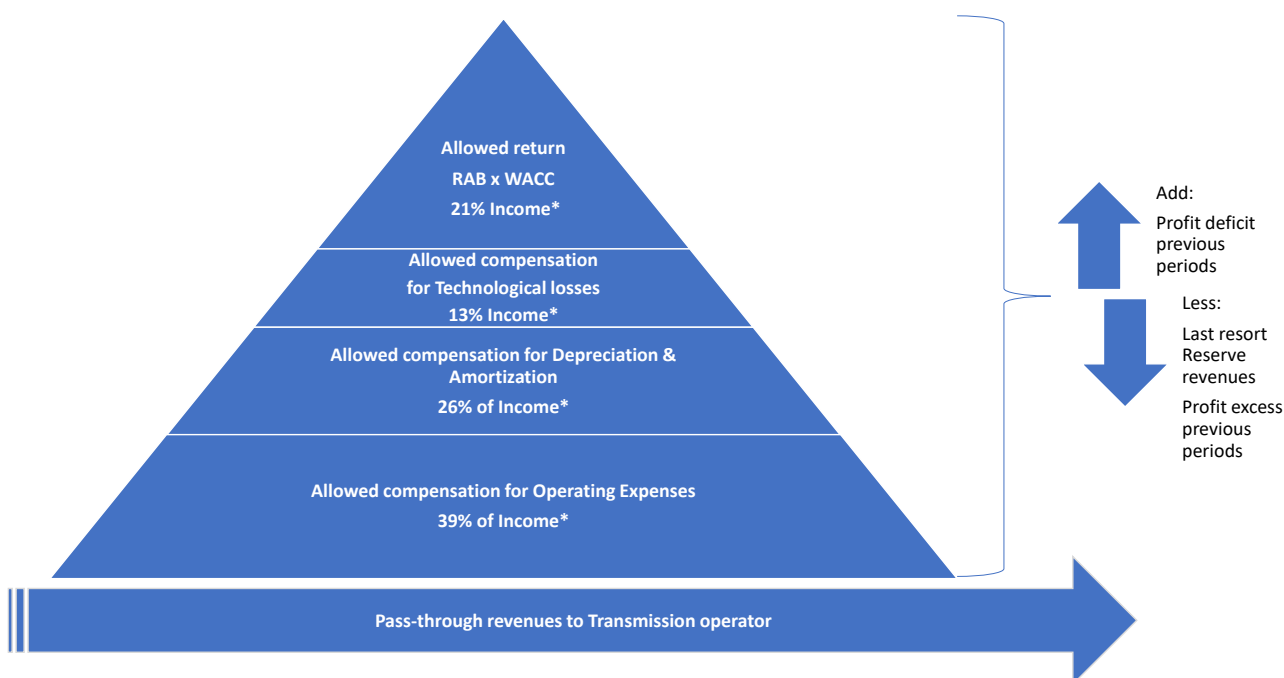 Allowed return
RAB x WACC
21% Income*
Allowed compensation
for Technological losses
13% Income*
Allowed compensation for Depreciation &
Amortization
26% of Income*
Allowed compensation for Operating Expenses
39% of Income*
Pass-through revenues to Transmission operator
Add:
Profit deficit
previous
periods
Less:
Last resort
Reserve
revenues
Profit excess
previous
periods